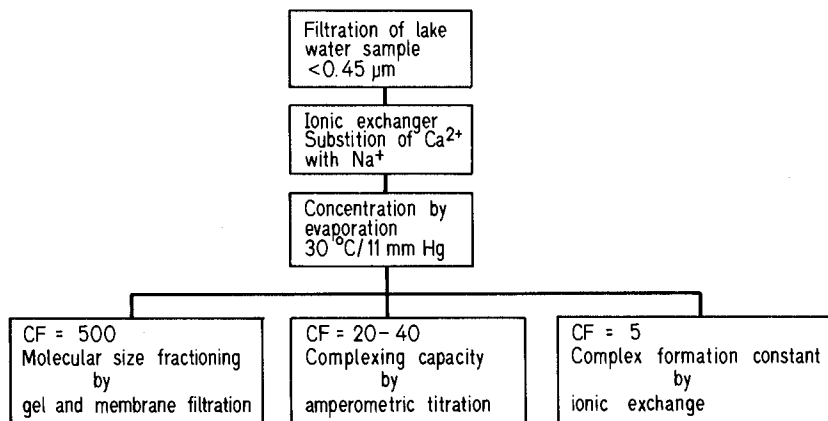 Filtration of lake
water sample
<0.45 µm
Ionic exchanger
Substition of Ca²⁺
with Na⁺
Concentration by
evaporation
30 °C/11 mm Hg
CF = 500
Molecular size fractioning
by
gel and membrane filtration
CF = 20-40
Complexing capacity
by
amperometric titration
CF = 5
Complex formation constant
by
ionic exchange